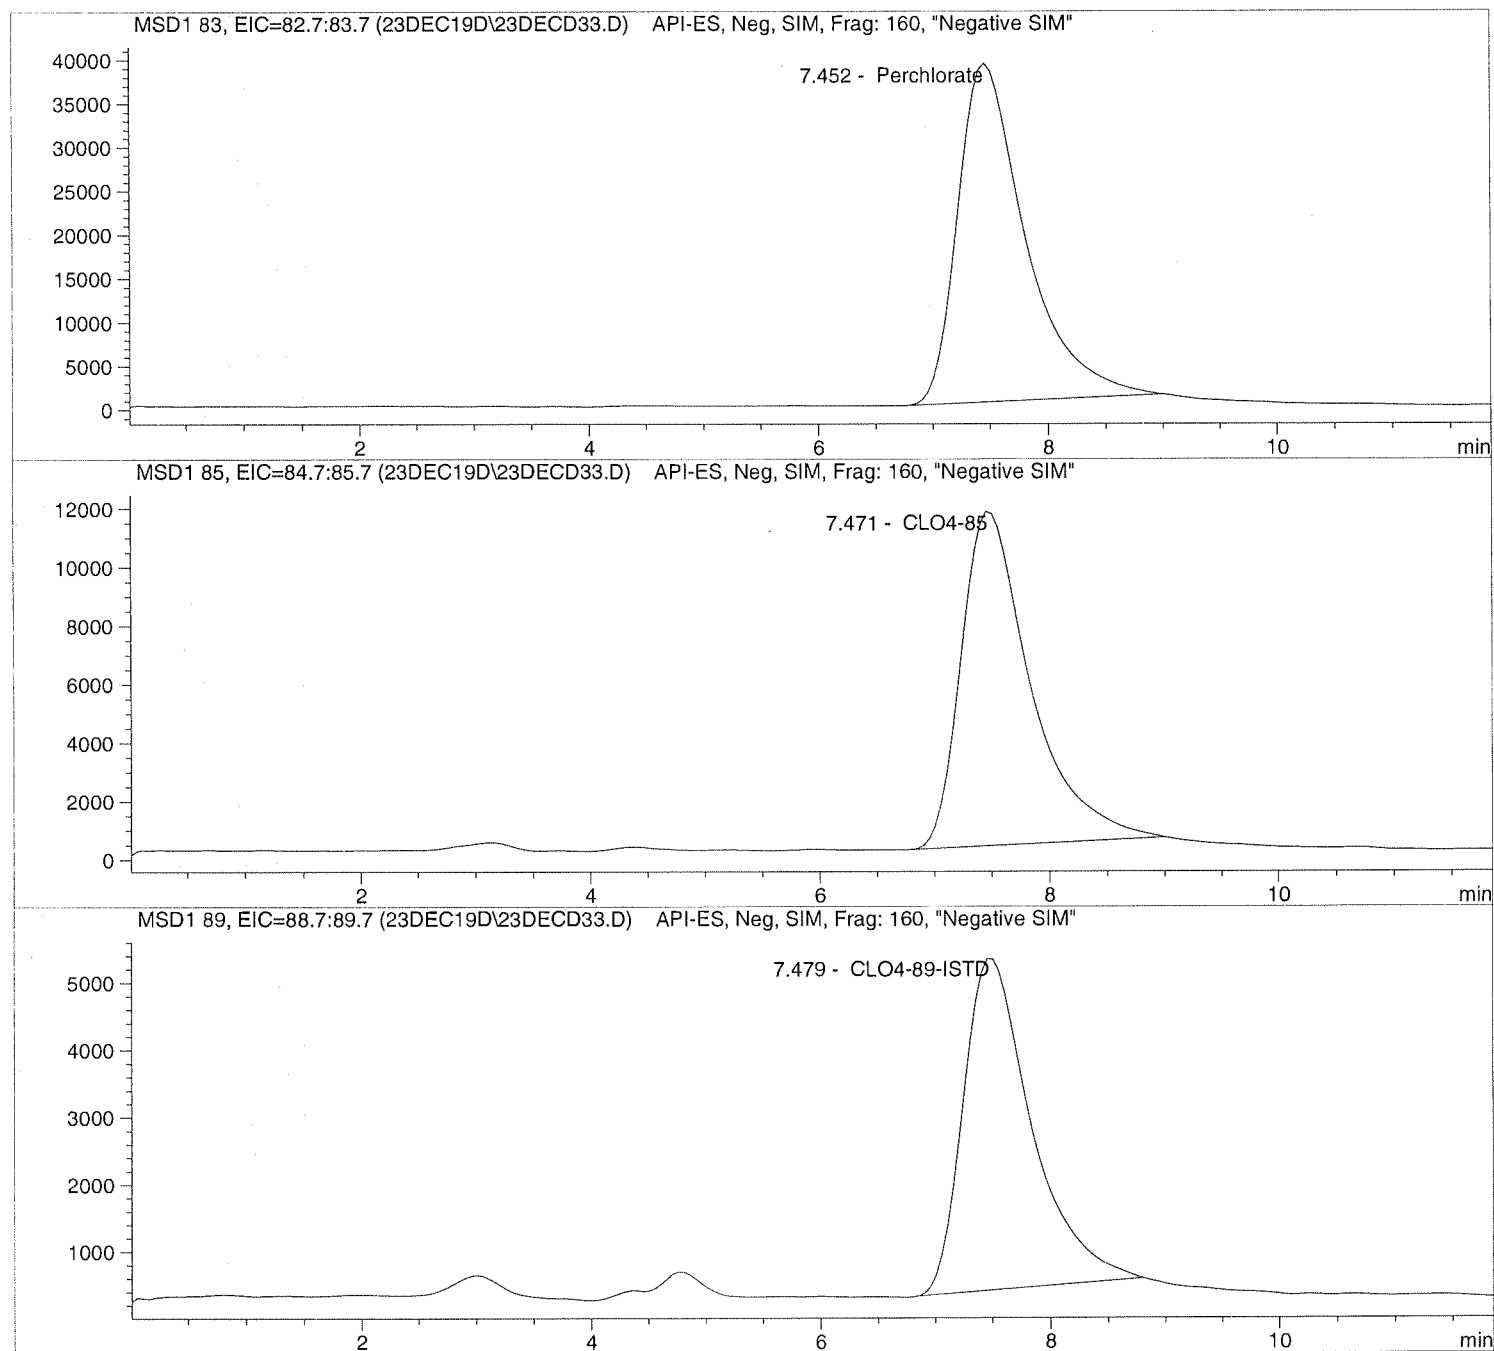 MSD1 83, EIC=82.7:83.7 (23DEC19D\23DECD33.D) API-ES, Neg, SIM, Frag: 160, "Negative SIM"
40000
7.452 - Perchlorate
35000
30000
25000
20000
15000
10000
5000
0
2 4 6 8 10 min
MSD1 85, EIC=84.7:85.7 (23DEC19D\23DECD33.D) API-ES, Neg, SIM, Frag: 160, "Negative SIM"
12000
7.471 - CLO4-85
10000
8000
6000
4000
2000
0
2 4 6 8 10 min
MSD1 89, EIC=88.7:89.7 (23DEC19D\23DECD33.D) API-ES, Neg, SIM, Frag: 160, "Negative SIM"
7.479 - CLO4-89-ISTD
5000
4000
3000
2000
1000
2 4 6 8 10 min